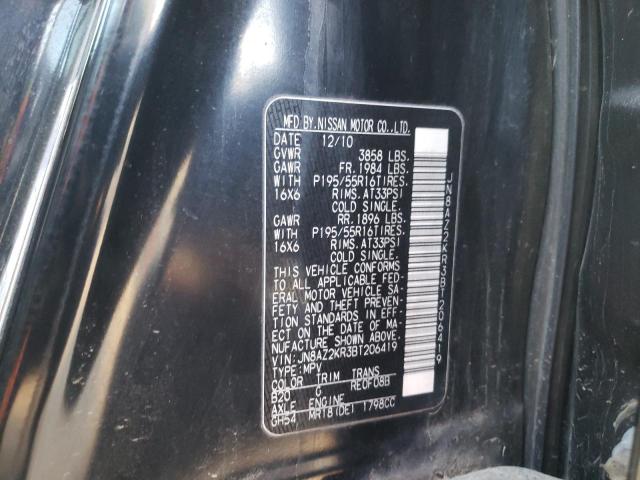 MFD BY.NISSAN MOTOR CO.,LTD.
DATE 12/10
GVWR 3858 LBS.
GAWR FR. 1984 LBS.
WITH P195/55R16TIRES.
16X6 RIMS.AT33PSI
COLD SINGLE.
GAWR RR. 1896 LBS.
WITH P195/55R16TIRES.
16X6 RIMS.AT33PSI
COLD SINGLE.
THIS VEHICLE CONFORMS
TO ALL APPLICABLE FED-
ERAL MOTOR VEHICLE SA-
FETY AND THEFT PREVEN-
TION STANDARDS IN EFF-
ECT ON THE DATE OF MA-
NUFACTURE SHOWN ABOVE.
VIN:JN8AZ2KR3BT206419
TYPE:MPV
COLOR TRIM TRANS
B20 G RE0F08B
AXLE ENGINE
GH54 MR18(DE) 1798CC
JN8AZ2KR3BT206419